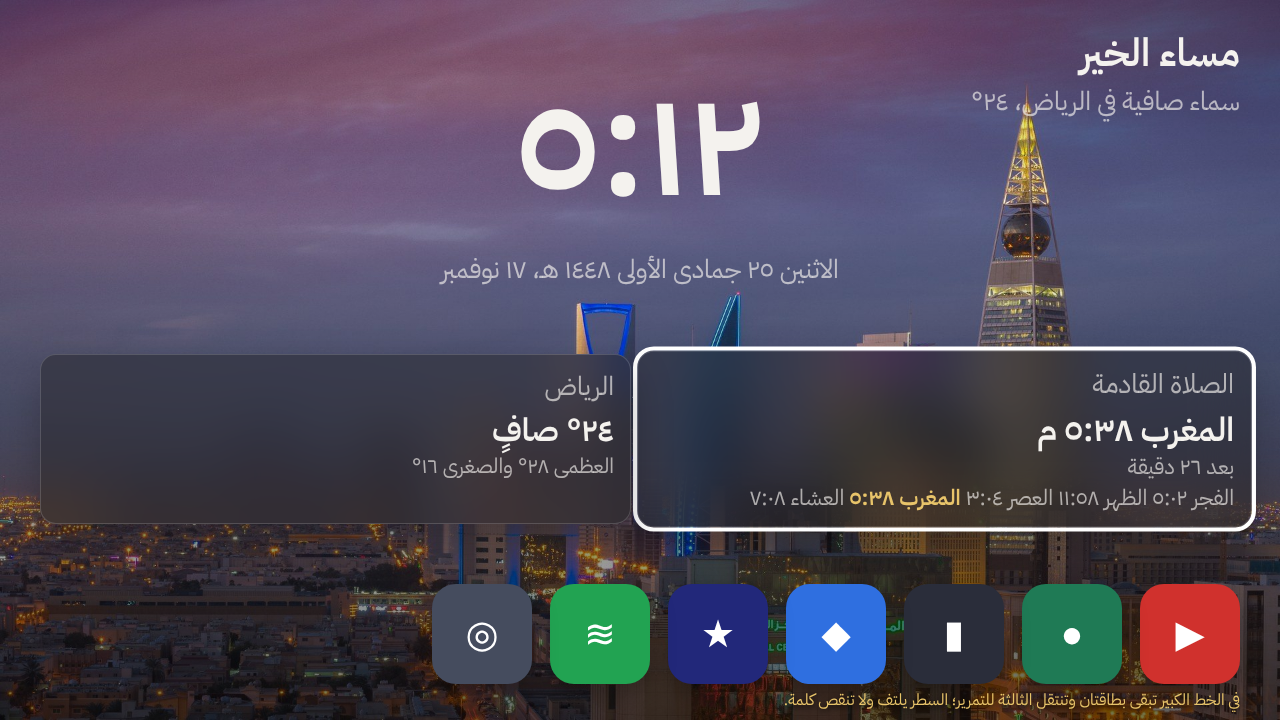 مساء الخير
سماء صافية في الرياض، ٢٤°
٥:١٢
الاثنين ٢٥ جمادى الأولى ١٤٤٨ هـ، ١٧ نوفمبر
الصلاة القادمة
المغرب ٥:٣٨ م
بعد ٢٦ دقيقة
الفجر ٥:٠٢ الظهر ١١:٥٨ العصر ٣:٠٤ المغرب ٥:٣٨ العشاء ٧:٠٨
الرياض
٢٤° صافٍ
العظمى ٢٨° والصغرى ١٦°
في الخط الكبير تبقى بطاقتان وتنتقل الثالثة للتمرير؛ السطر يلتف ولا تنقص كلمة.